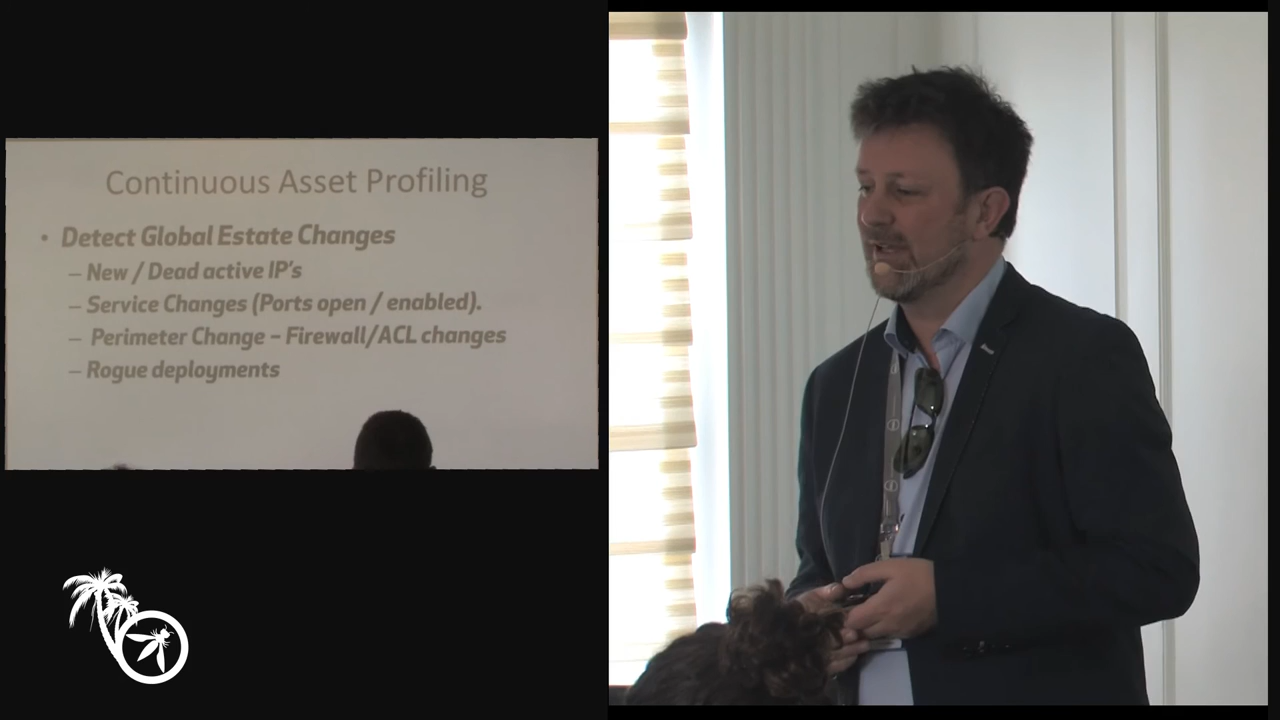 Continuous Asset Profiling
• Detect Global Estate Changes
– New / Dead active IP's
– Service Changes (Ports open / enabled).
– Perimeter Change – Firewall/ACL changes
– Rogue deployments